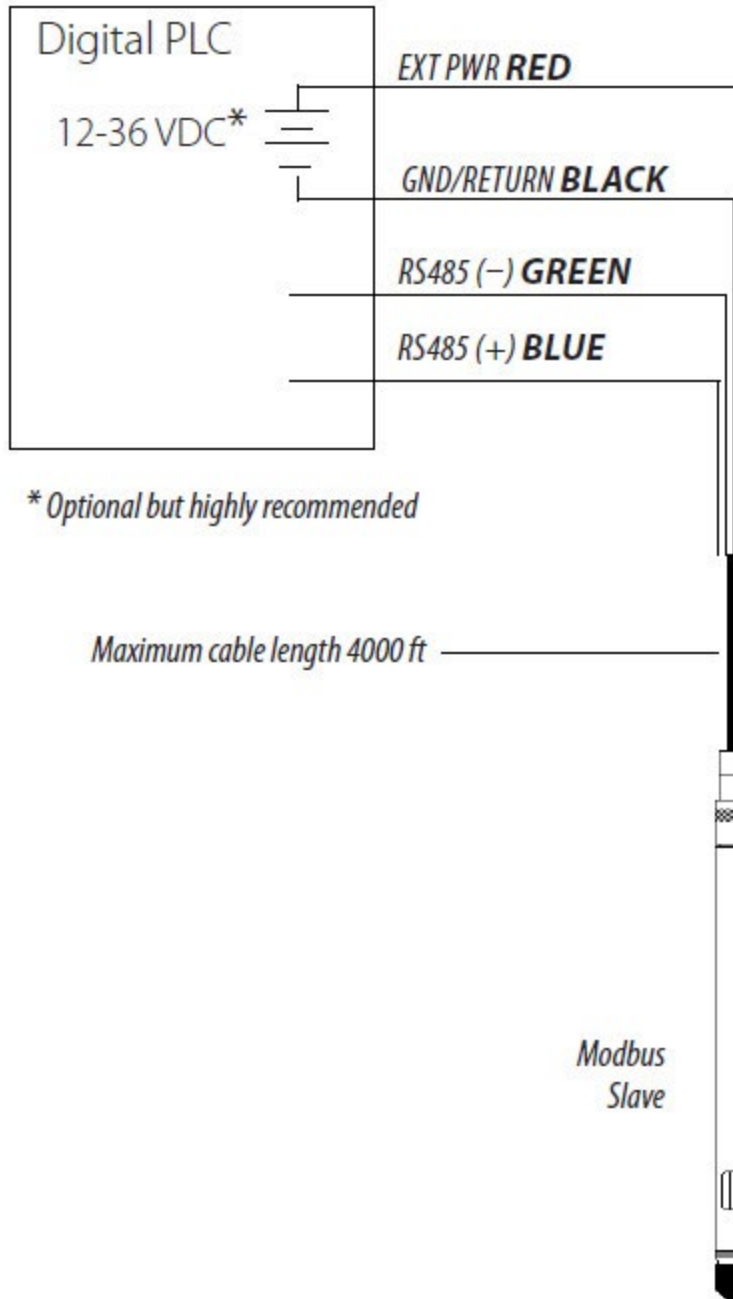 Digital PLC
12-36 VDC*
EXT PWR RED
GND/RETURN BLACK
RS485 (−) GREEN
RS485 (+) BLUE
* Optional but highly recommended
Maximum cable length 4000 ft
Modbus
Slave